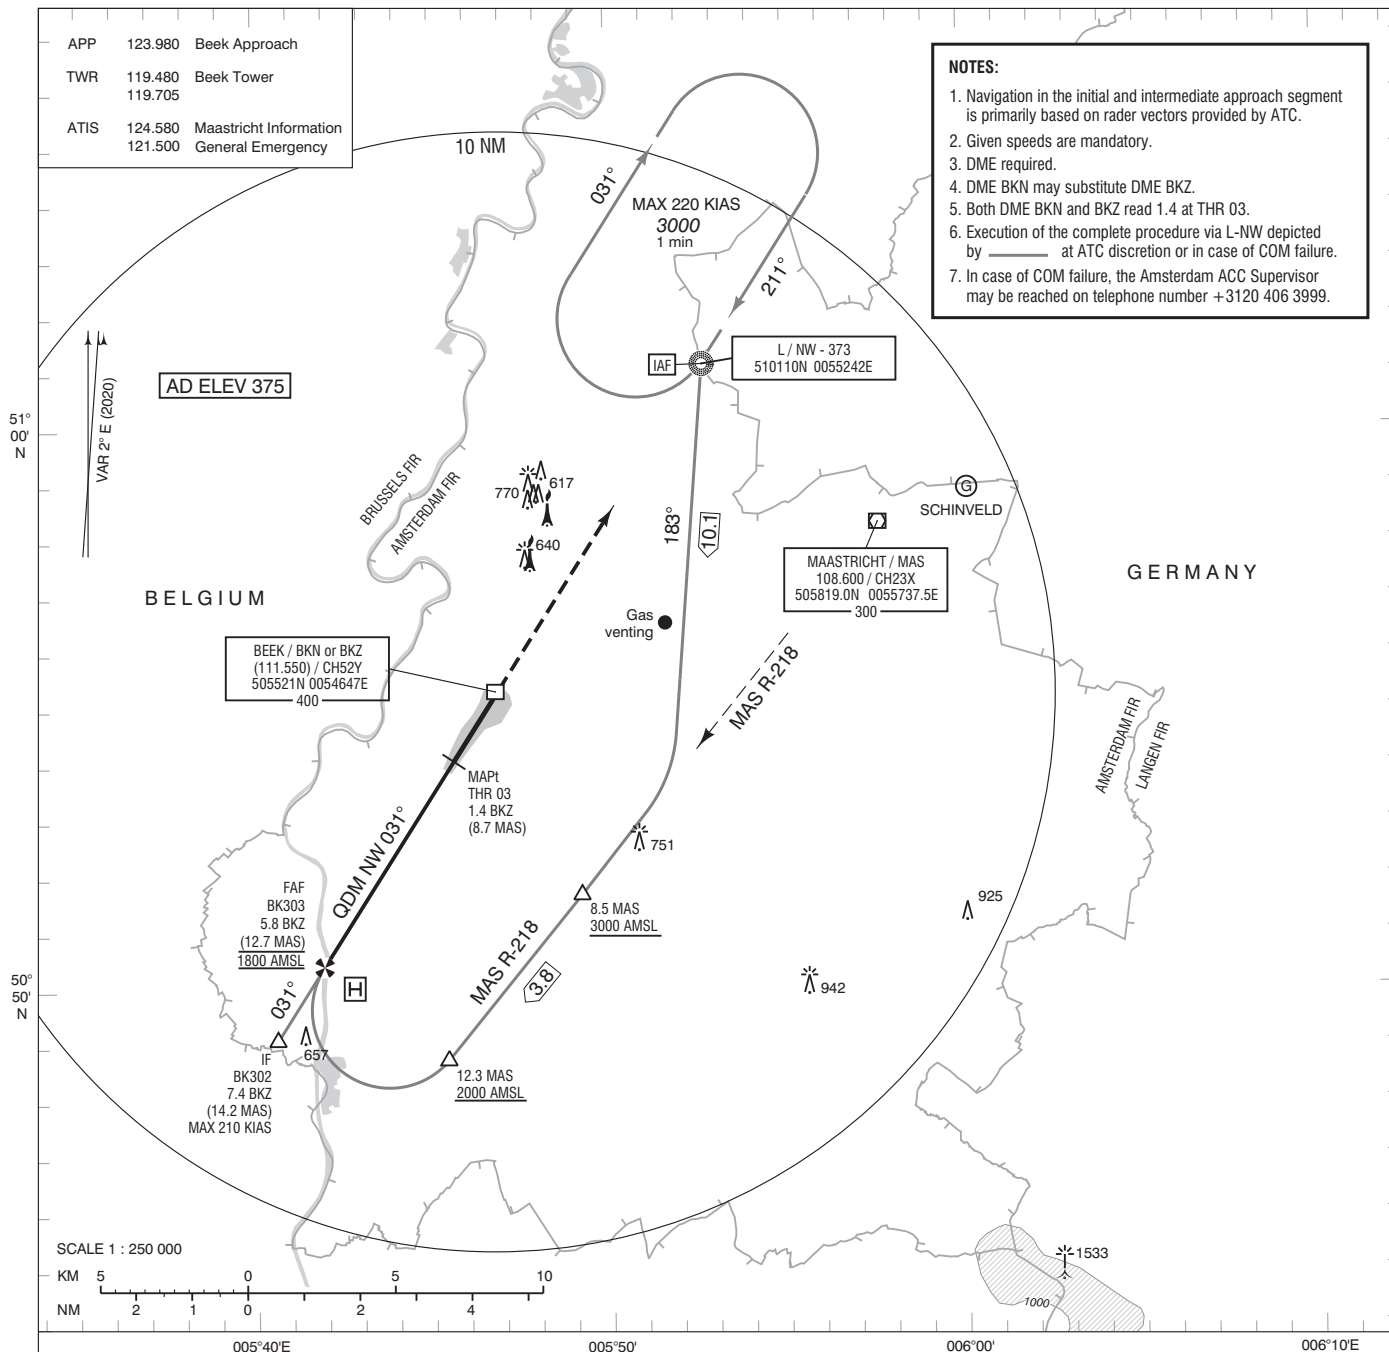 APP 123.980 Beek Approach
TWR 119.480 Beek Tower
119.705
ATIS 124.580 Maastricht Information
121.500 General Emergency
10 NM
NOTES:
1. Navigation in the initial and intermediate approach segment
is primarily based on rader vectors provided by ATC.
2. Given speeds are mandatory.
3. DME required.
4. DME BKN may substitute DME BKZ.
5. Both DME BKN and BKZ read 1.4 at THR 03.
6. Execution of the complete procedure via L-NW depicted
by at ATC discretion or in case of COM failure.
7. In case of COM failure, the Amsterdam ACC Supervisor
may be reached on telephone number +3120 406 3999.
031°
MAX 220 KIAS
3000
1 min
211°
IAF
L / NW - 373
510110N 0055242E
VAR 2° E (2020)
AD ELEV 375
51°
00'
N
BRUSSELS FIR
AMSTERDAM FIR
770
617
640
183°
10.1
G
SCHINVELD
MAASTRICHT / MAS
108.600 / CH23X
505819.0N 0055737.5E
300
BELGIUM
GERMANY
Gas
venting
BEEK / BKN or BKZ
(111.550) / CH52Y
505521N 0054647E
400
MAS R-218
AMSTERDAM FIR
LANGEN FIR
MAPt
THR 03
1.4 BKZ
(8.7 MAS)
QDM NW 031°
751
FAF
BK303
5.8 BKZ
(12.7 MAS)
1800 AMSL
8.5 MAS
3000 AMSL
925
MAS R-218
3.8
942
50°
50'
N
H
031°
657
IF
BK302
7.4 BKZ
(14.2 MAS)
MAX 210 KIAS
12.3 MAS
2000 AMSL
SCALE 1 : 250 000
KM 5 0 5 10
NM 2 1 0 2 4
1533
1000
005°40'E
005°50'
006°00'
006°10'E